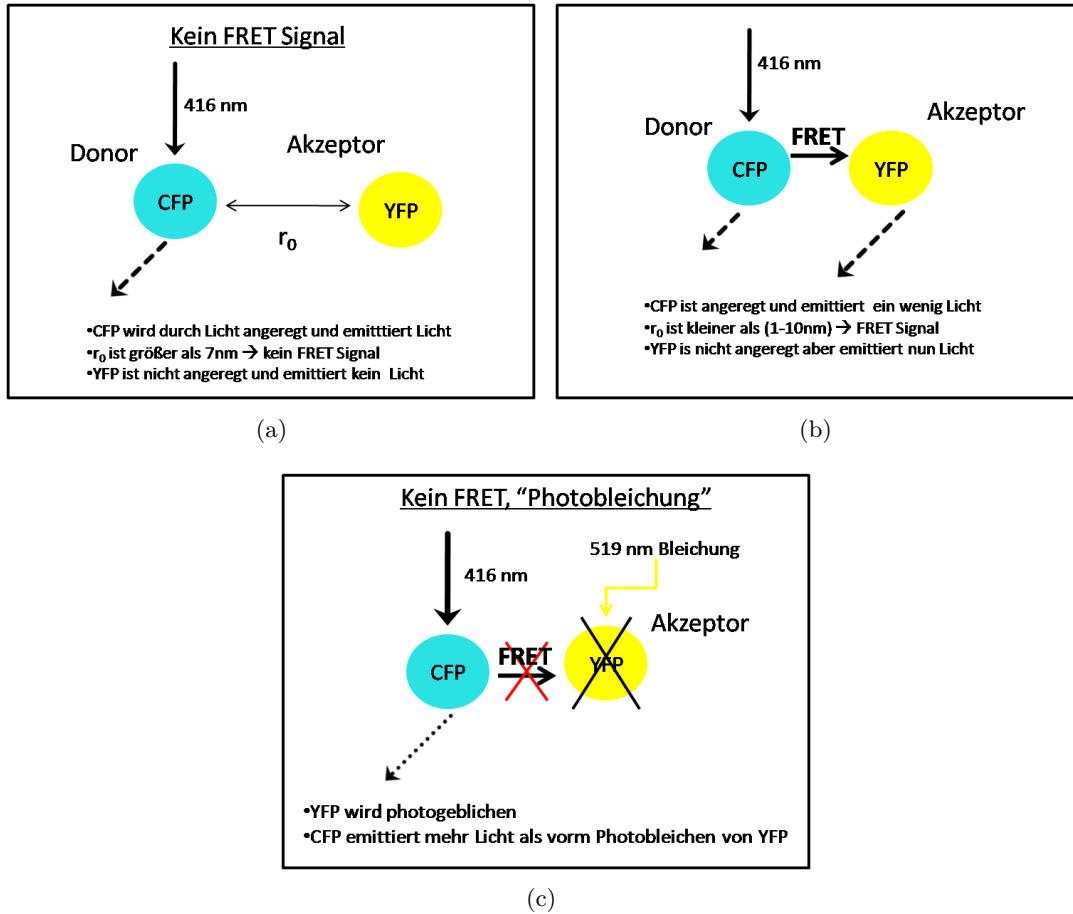 Kein FRET Signal
416 nm
Donor
Akzeptor
CFP
YFP
r0
•CFP wird durch Licht angeregt und emitttiert Licht
•r0 ist größer als 7nm → kein FRET Signal
•YFP ist nicht angeregt und emittiert kein Licht
(a)
416 nm
Donor
Akzeptor
FRET
CFP
YFP
•CFP ist angeregt und emittiert ein wenig Licht
•r0 ist kleiner als (1-10nm) → FRET Signal
•YFP is nicht angeregt aber emittiert nun Licht
(b)
Kein FRET, "Photobleichung"
519 nm Bleichung
416 nm
Akzeptor
FRET
CFP
YFP
•YFP wird photogeblichen
•CFP emittiert mehr Licht als vorm Photobleichen von YFP
(c)